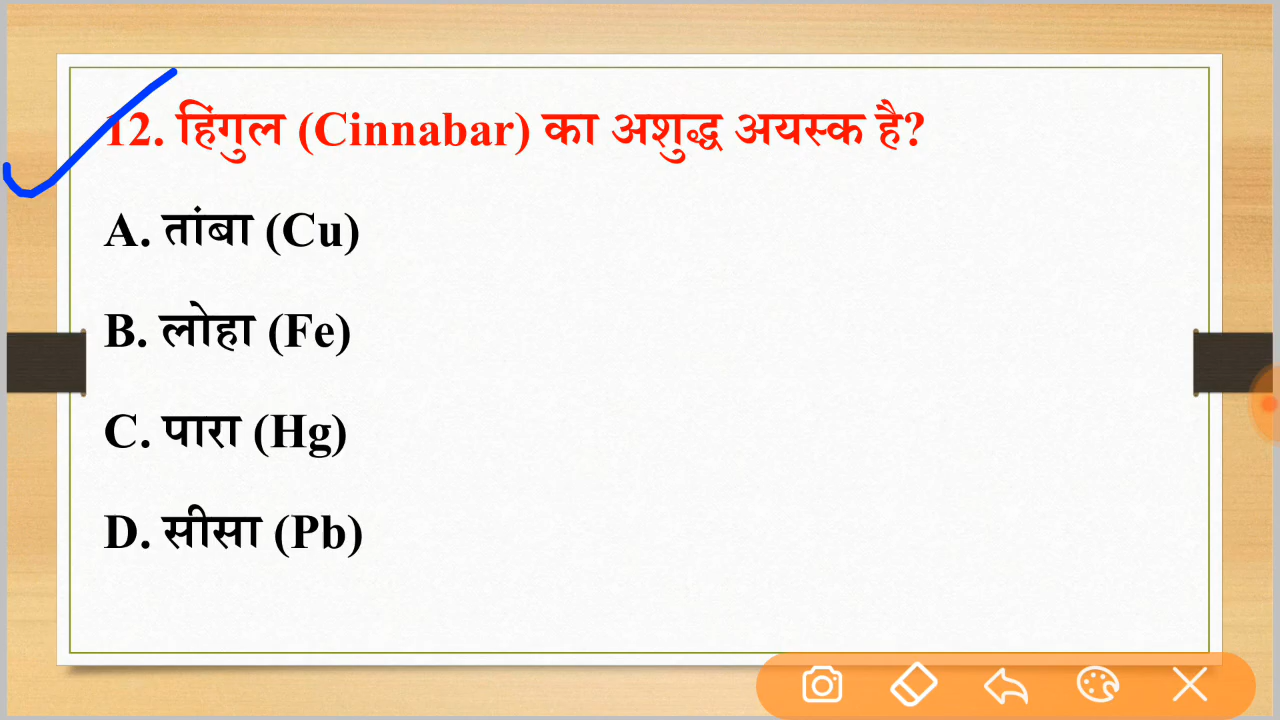 12. हिंगुल (Cinnabar) का अशुद्ध अयस्क है?
A. तांबा (Cu)
B. लोहा (Fe)
C. पारा (Hg)
D. सीसा (Pb)